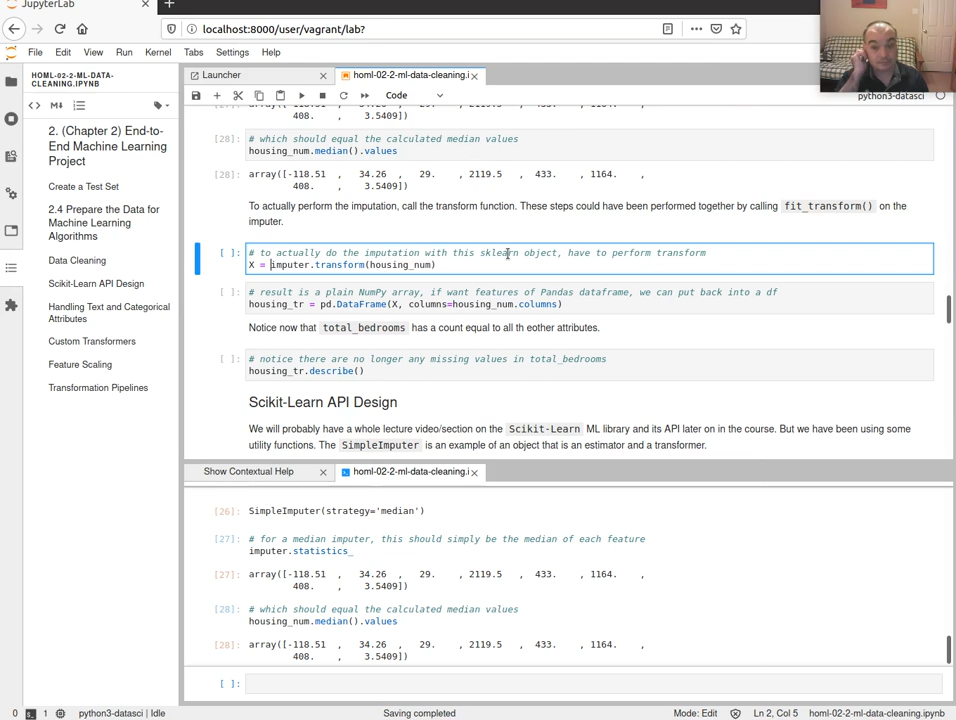 JupyterLab
localhost:8000/user/vagrant/lab?
File Edit View Run Kernel Tabs Settings Help
HOML-02-2-ML-DATA-
CLEANING.IPYNB
2. (Chapter 2) End-to-
End Machine Learning
Project
Create a Test Set
2.4 Prepare the Data for
Machine Learning
Algorithms
Data Cleaning
Scikit-Learn API Design
Handling Text and Categorical
Attributes
Custom Transformers
Feature Scaling
Transformation Pipelines
Launcher
homl-02-2-ml-data-cleaning.i
Code
python3-datasci
408. , 3.5409])
[28]: # which should equal the calculated median values
housing_num.median().values
[28]: array([-118.51 , 34.26 , 29. , 2119.5 , 433. , 1164. ,
408. , 3.5409])
To actually perform the imputation, call the transform function. These steps could have been performed together by calling fit_transform() on the
imputer.
[ ]: # to actually do the imputation with this sklearn object, have to perform transform
X = imputer.transform(housing_num)
[ ]: # result is a plain NumPy array, if want features of Pandas dataframe, we can put back into a df
housing_tr = pd.DataFrame(X, columns=housing_num.columns)
Notice now that total_bedrooms has a count equal to all th eother attributes.
[ ]: # notice there are no longer any missing values in total_bedrooms
housing_tr.describe()
Scikit-Learn API Design
We will probably have a whole lecture video/section on the Scikit-Learn ML library and its API later on in the course. But we have been using some
utility functions. The SimpleImputer is an example of an object that is an estimator and a transformer.
Show Contextual Help
homl-02-2-ml-data-cleaning.i
[26]: SimpleImputer(strategy='median')
[27]: # for a median imputer, this should simply be the median of each feature
imputer.statistics_
[27]: array([-118.51 , 34.26 , 29. , 2119.5 , 433. , 1164. ,
408. , 3.5409])
[28]: # which should equal the calculated median values
housing_num.median().values
[28]: array([-118.51 , 34.26 , 29. , 2119.5 , 433. , 1164. ,
408. , 3.5409])
[ ]:
0 1 python3-datasci | Idle Saving completed Mode: Edit Ln 2, Col 5 homl-02-2-ml-data-cleaning.ipynb